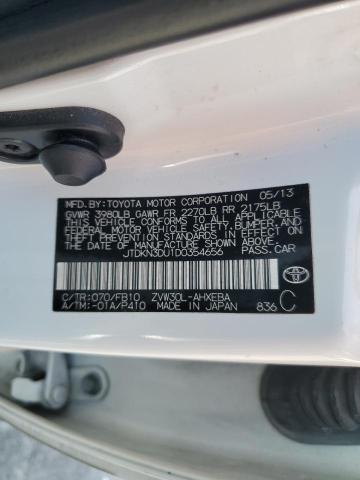 MFD. BY: TOYOTA MOTOR CORPORATION 05/13
GVWR 3980LB GAWR FR 2270LB RR 2175LB
THIS VEHICLE CONFORMS TO ALL APPLICABLE
FEDERAL MOTOR VEHICLE SAFETY, BUMPER, AND
THEFT PREVENTION STANDARDS IN EFFECT ON
THE DATE OF MANUFACTURE SHOWN ABOVE.
JTDKN3DU1D0354656 PASS.CAR
C/TR:070/FB10 ZVW30L-AHXEBA
A/TM:-01A/P410 MADE IN JAPAN 836 C